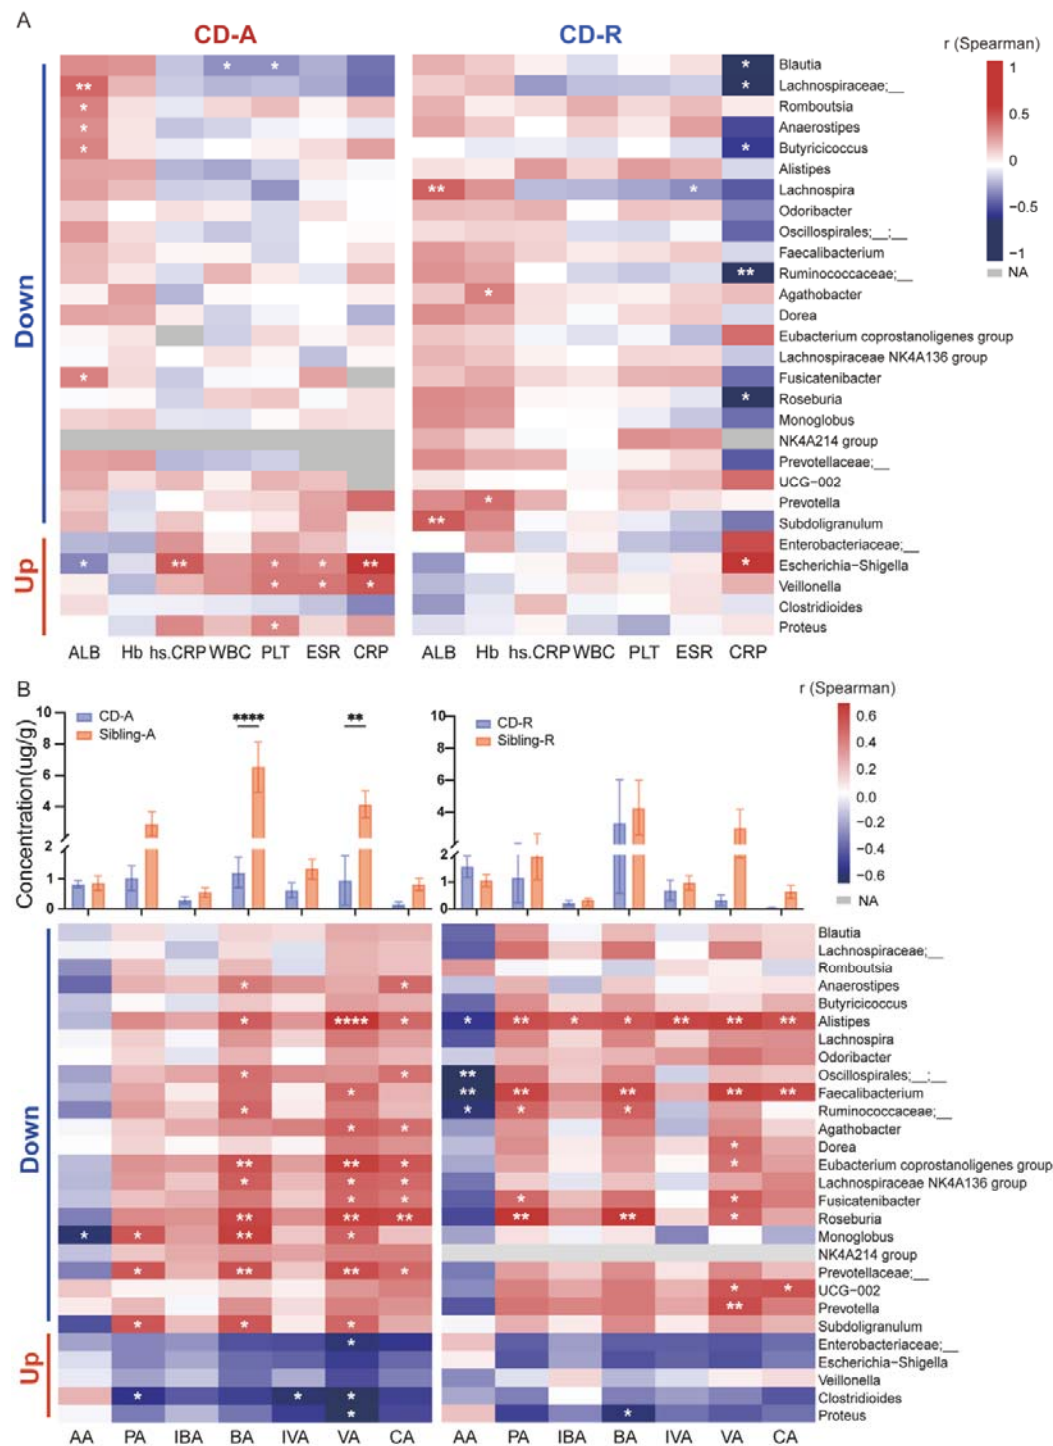 A
CD-A
CD-R
r (Spearman)
1
0.5
0
−0.5
−1
NA
Down
Up
* *
*
Blautia
**
*
Lachnospiraceae;__
*
Romboutsia
*
Anaerostipes
*
*
Butyricicoccus
Alistipes
**
*
Lachnospira
Odoribacter
Oscillospirales;__;__
Faecalibacterium
**
Ruminococcaceae;__
*
Agathobacter
Dorea
Eubacterium coprostanoligenes group
Lachnospiraceae NK4A136 group
*
Fusicatenibacter
*
Roseburia
Monoglobus
NK4A214 group
Prevotellaceae;__
UCG−002
*
Prevotella
**
Subdoligranulum
Enterobacteriaceae;__
* ** * * **
*
Escherichia−Shigella
* * *
Veillonella
Clostridioides
*
Proteus
ALB Hb hs.CRP WBC PLT ESR CRP
ALB Hb hs.CRP WBC PLT ESR CRP
B
r (Spearman)
0.6
0.4
0.2
0.0
−0.2
−0.4
−0.6
NA
Concentration(ug/g)
10
8
6
4
2
1
0
CD-A
Sibling-A
****
**
10
8
6
4
2
1
0
CD-R
Sibling-R
Down
Up
Blautia
Lachnospiraceae;__
Romboutsia
* *
Anaerostipes
Butyricicoccus
* **** *
* ** * * ** ** **
Alistipes
Lachnospira
Odoribacter
* *
**
Oscillospirales;__;__
*
** ** ** ** **
Faecalibacterium
*
* * *
Ruminococcaceae;__
* *
Agathobacter
*
Dorea
** ** *
*
Eubacterium coprostanoligenes group
* * *
Lachnospiraceae NK4A136 group
* *
* *
Fusicatenibacter
** ** **
** ** *
Roseburia
* * ** *
Monoglobus
NK4A214 group
* ** ** *
Prevotellaceae;__
* *
UCG−002
**
Prevotella
* * *
Subdoligranulum
*
Enterobacteriaceae;__
Escherichia−Shigella
Veillonella
* * *
Clostridioides
*
*
Proteus
AA PA IBA BA IVA VA CA
AA PA IBA BA IVA VA CA